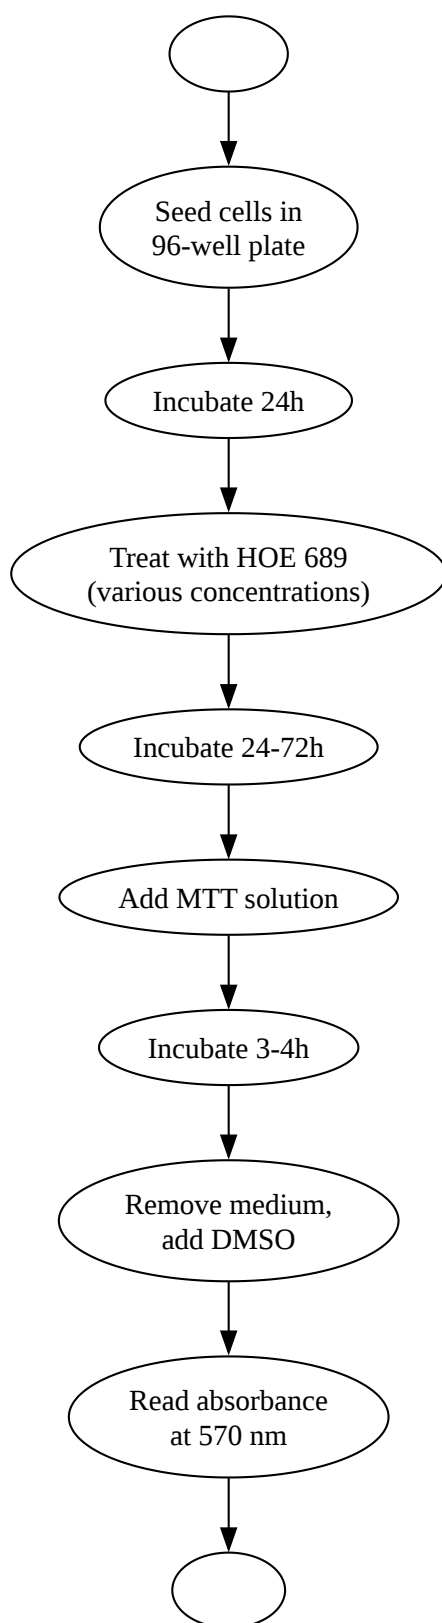 Seed cells in
96-well plate
Incubate 24h
Treat with HOE 689
(various concentrations)
Incubate 24-72h
Add MTT solution
Incubate 3-4h
Remove medium,
add DMSO
Read absorbance
at 570 nm